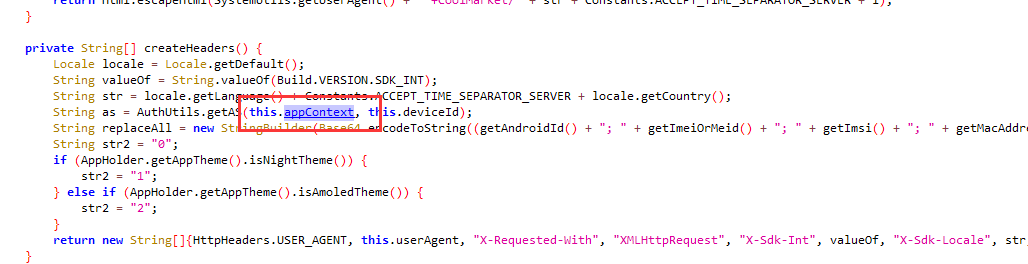 return html.escapeHtml(SystemUtils.getUserAgent() + " +CoolMarket/" + str + Constants.ACCEPT_TIME_SEPARATOR_SERVER + i);
}
private String[] createHeaders() {
Locale locale = Locale.getDefault();
String valueOf = String.valueOf(Build.VERSION.SDK_INT);
String str = locale.getLanguage() + Constants.ACCEPT_TIME_SEPARATOR_SERVER + locale.getCountry();
String as = AuthUtils.getAS(this.appContext, this.deviceId);
String replaceAll = new StringBuilder(Base64.encodeToString((getAndroidId() + "; " + getImeiOrMeid() + "; " + getImsi() + "; " + getMacAddre
String str2 = "0";
if (AppHolder.getAppTheme().isNightTheme()) {
str2 = "1";
} else if (AppHolder.getAppTheme().isAmoledTheme()) {
str2 = "2";
}
return new String[]{HttpHeaders.USER_AGENT, this.userAgent, "X-Requested-With", "XMLHttpRequest", "X-Sdk-Int", valueOf, "X-Sdk-Locale", str,
}